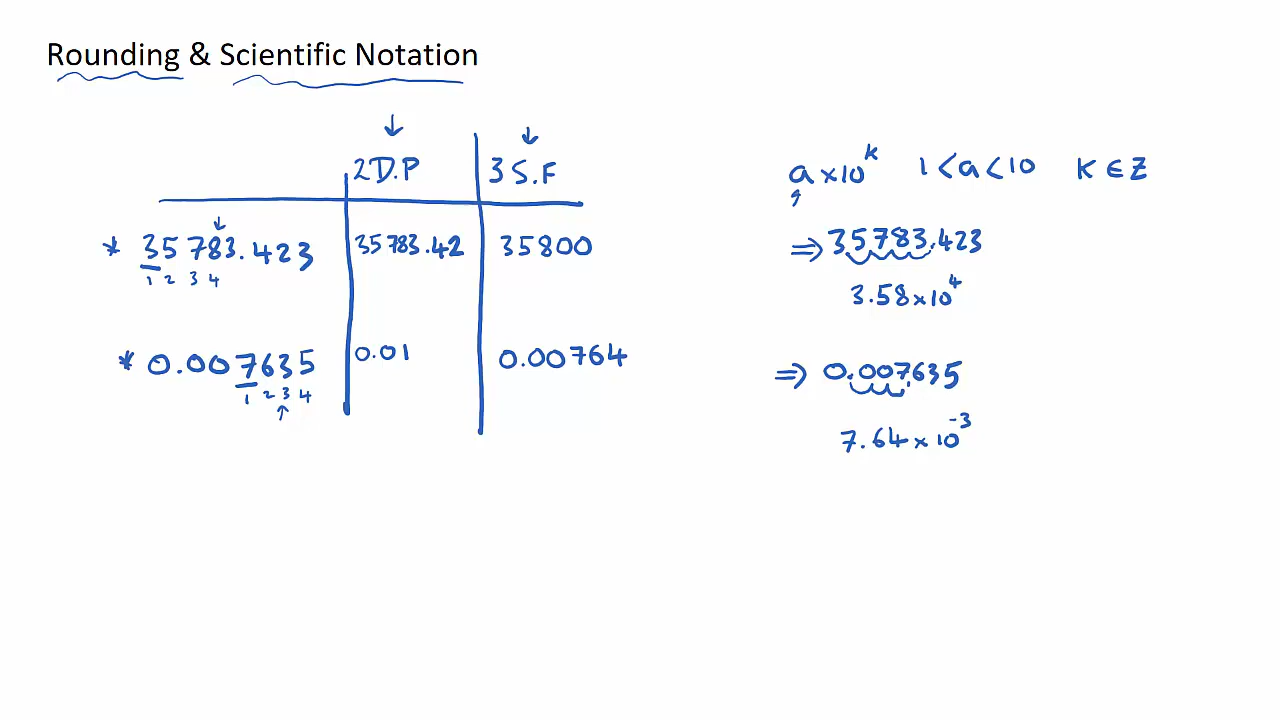 Rounding & Scientific Notation
↓ ↓
2D.P 3 S.F
* 35783.423 35783.42 35800
1 2 3 4
* 0.007635 0.01 0.00764
1 2 3 4
a×10^k 1<a<10 K∈Z
⇒ 35783.423
3.58×10^4
⇒ 0.007635
7.64×10^-3